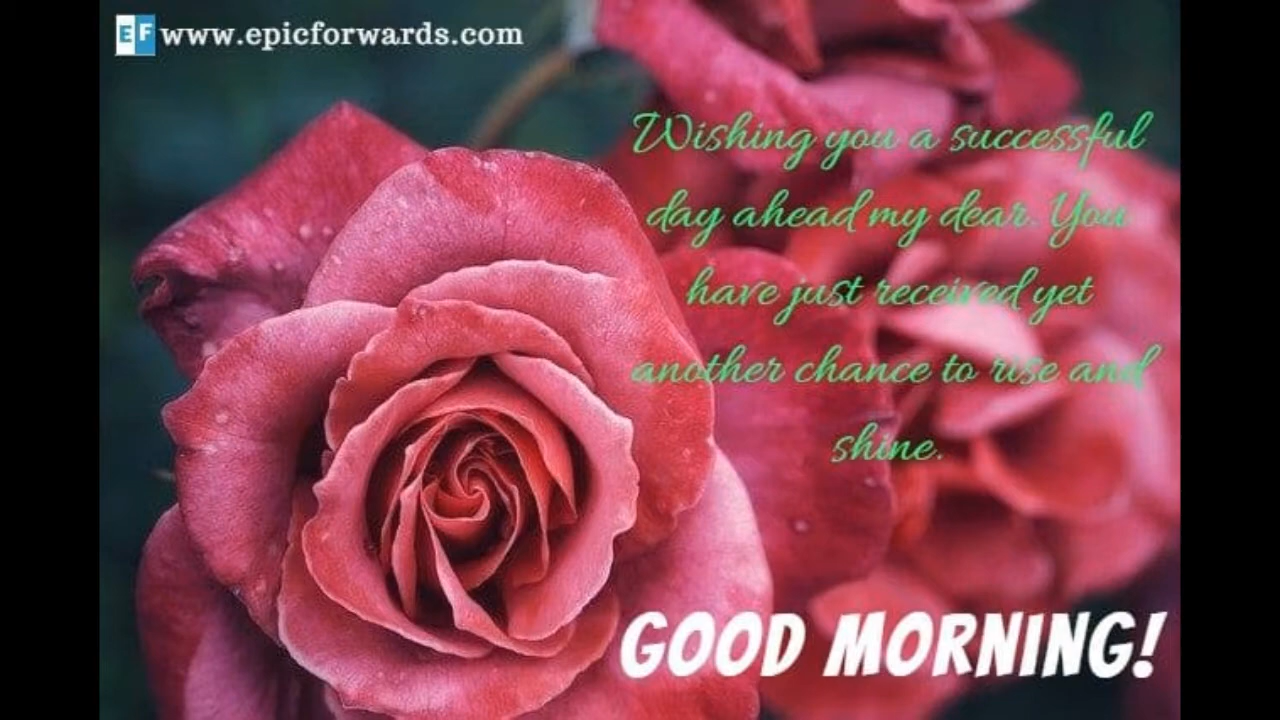 EF www.epicforwards.com
Wishing you a successful
day ahead my dear. You
have just received yet
another chance to rise and
shine.
GOOD MORNING!